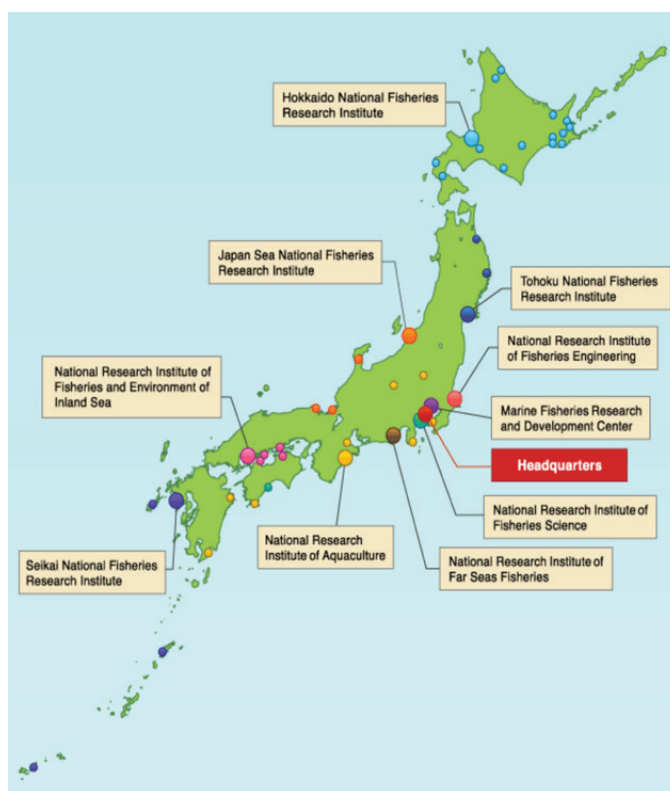 Hokkaido National Fisheries
Research Institute
Japan Sea National Fisheries
Research Institute
Tohoku National Fisheries
Research Institute
National Research Institute
of Fisheries Engineering
National Research Institute of
Fisheries and Environment of
Inland Sea
Marine Fisheries Research
and Development Center
Headquarters
National Research Institute of
Fisheries Science
National Research
Institute of Aquaculture
National Research Institute of
Far Seas Fisheries
Seikai National Fisheries
Research Institute